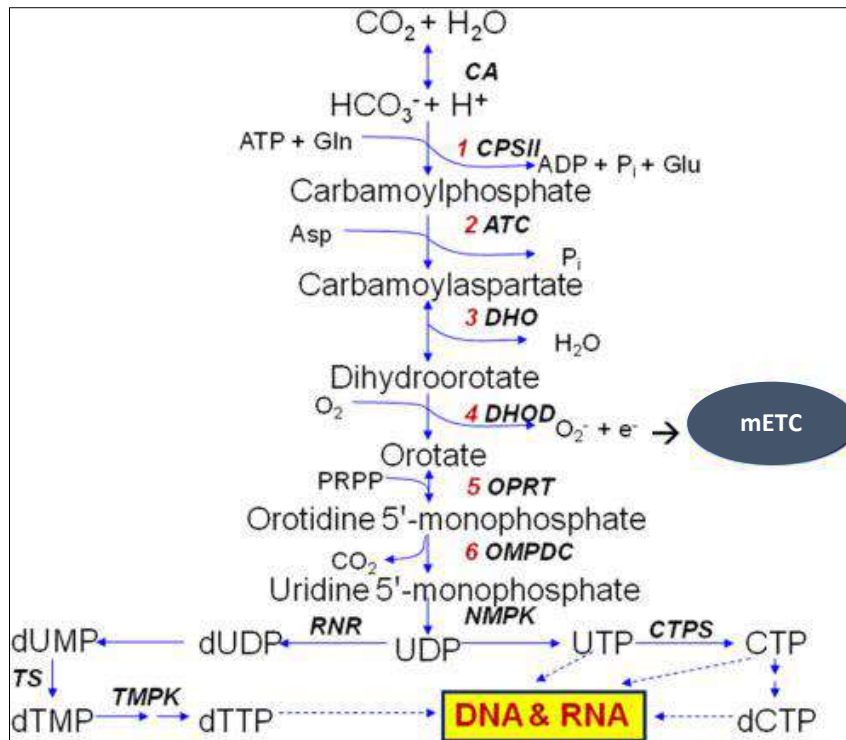 CO₂ + H₂O
CA
HCO₃⁻ + H⁺
ATP + Gln
1 CPSII
ADP + Pᵢ + Glu
Carbamoylphosphate
Asp
2 ATC
Pᵢ
Carbamoylaspartate
3 DHO
H₂O
Dihydroorotate
O₂
4 DHOD
O₂⁻ + e⁻ → mETC
Orotate
PRPP
5 OPRT
Orotidine 5'-monophosphate
CO₂
6 OMPDC
Uridine 5'-monophosphate
RNR NMPK CTPS
dUMP dUDP UDP UTP CTP
TS TMPK
dTMP dTTP DNA & RNA dCTP